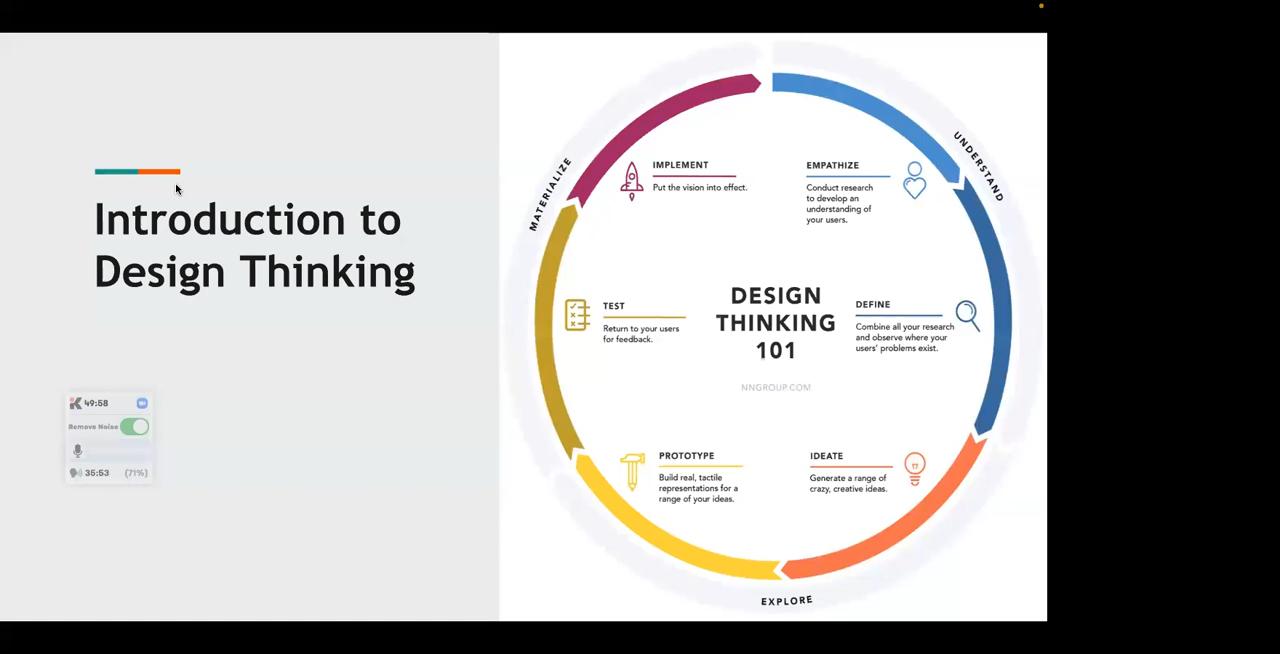 Introduction to
Design Thinking
49:58
Remove Noise
35:53 (71%)
MATERIALIZE
UNDERSTAND
EXPLORE
IMPLEMENT
Put the vision into effect.
EMPATHIZE
Conduct research
to develop an
understanding of
your users.
TEST
Return to your users
for feedback.
DESIGN
THINKING
101
NNGROUP.COM
DEFINE
Combine all your research
and observe where your
users' problems exist.
PROTOTYPE
Build real, tactile
representations for a
range of your ideas.
IDEATE
Generate a range of
crazy, creative ideas.